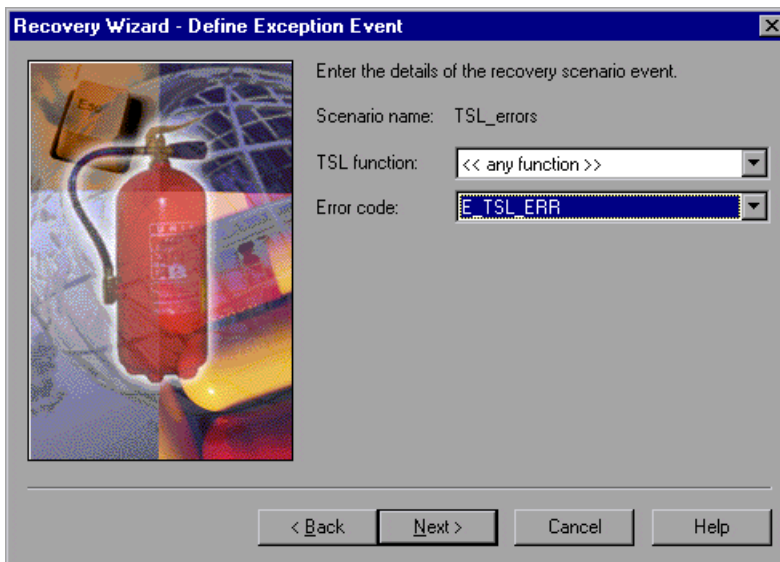 Recovery Wizard - Define Exception Event
Esc
Enter the details of the recovery scenario event.
Scenario name: TSL_errors
TSL function: << any function >>
Error code: E_TSL_ERR
< Back Next > Cancel Help